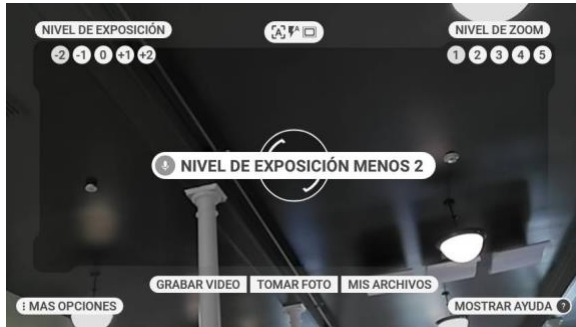 NIVEL DE EXPOSICIÓN
-2 -1 0 +1 +2
A A
NIVEL DE ZOOM
1 2 3 4 5
NIVEL DE EXPOSICIÓN MENOS 2
GRABAR VIDEO TOMAR FOTO MIS ARCHIVOS
MAS OPCIONES
MOSTRAR AYUDA ?